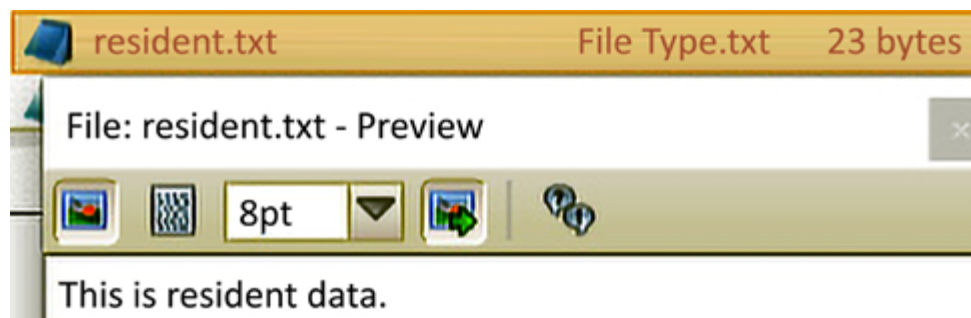 resident.txt File Type.txt 23 bytes
File: resident.txt - Preview
8pt
This is resident data.